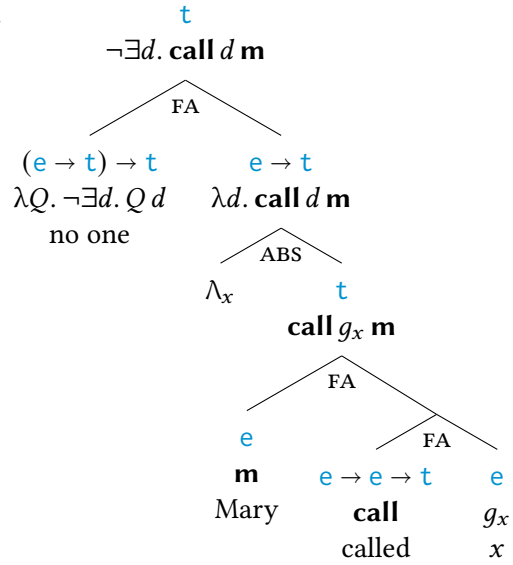 t
¬∃d. call d m
FA
(e → t) → t e → t
λQ. ¬∃d. Q d λd. call d m
no one
ABS
Λx t
call gx m
FA
e FA
m e → e → t e
Mary call gx
called x